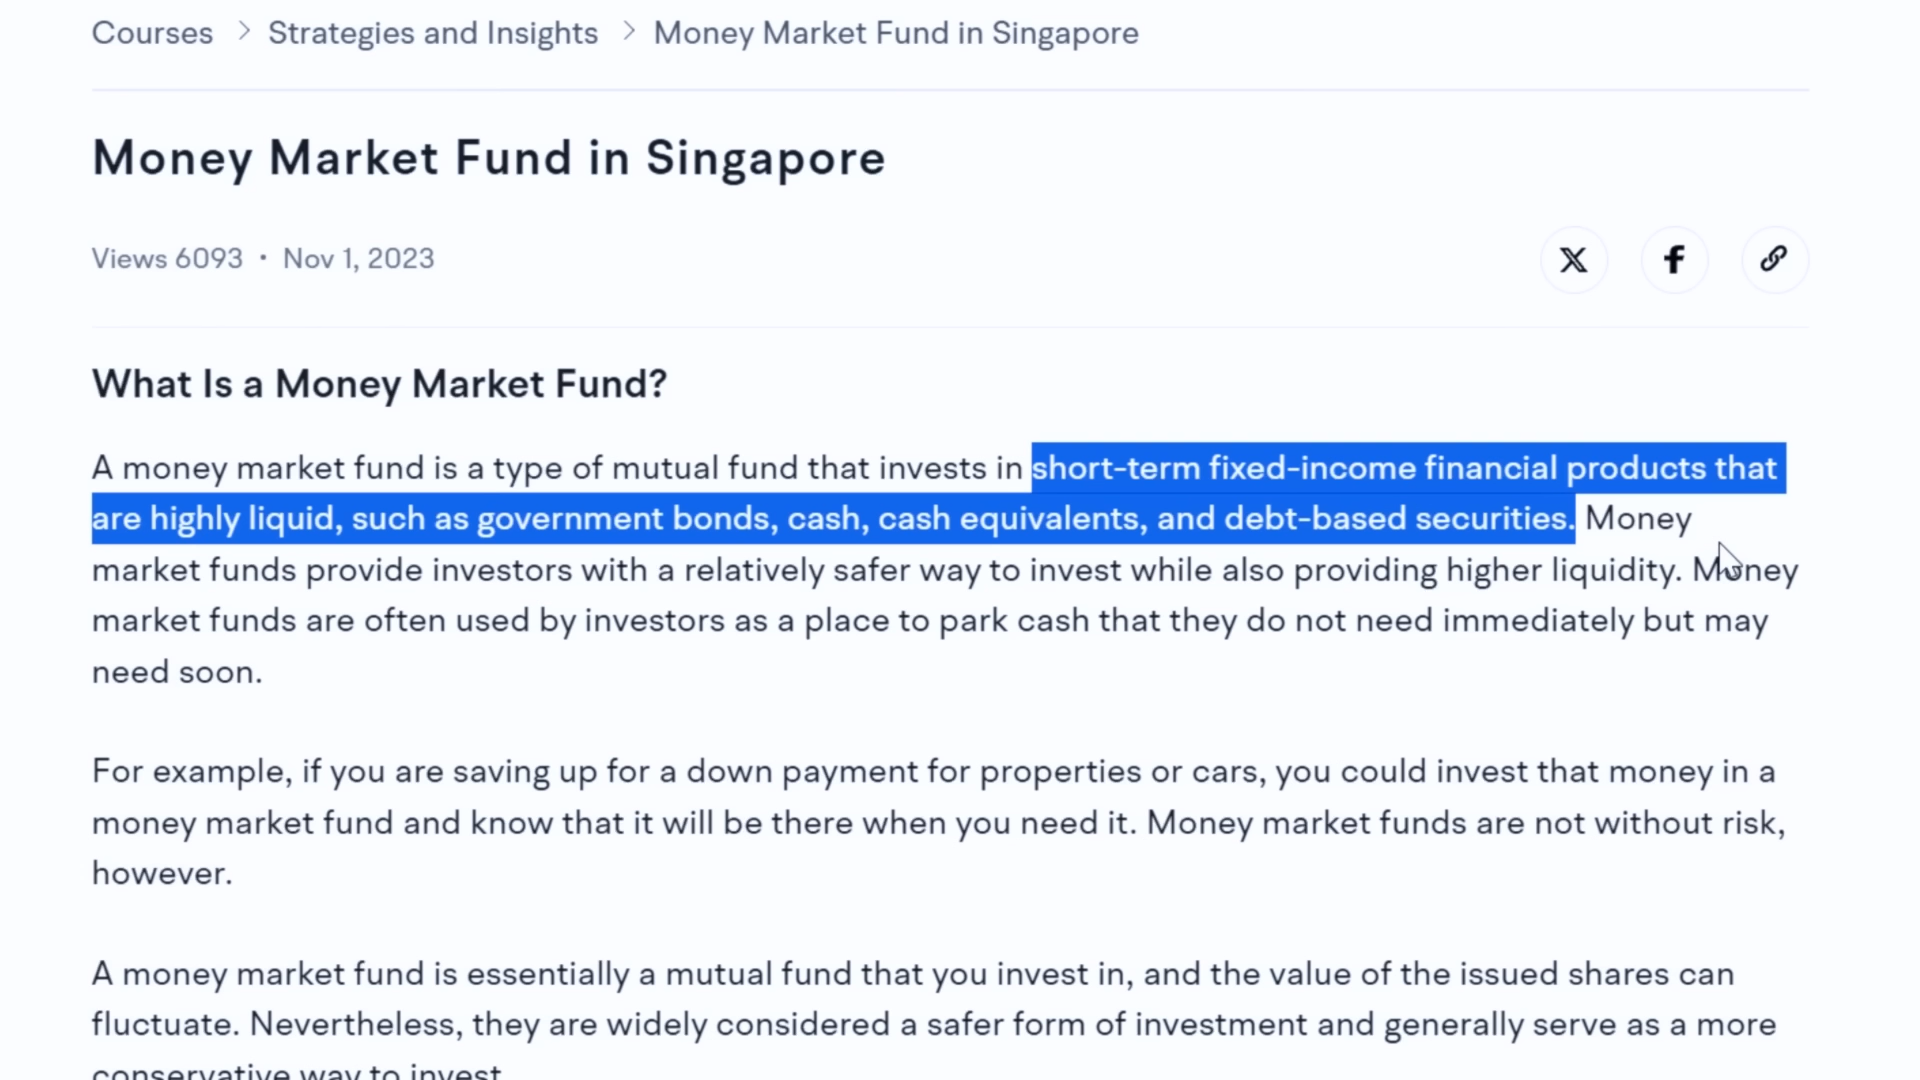 Courses > Strategies and Insights > Money Market Fund in Singapore
Money Market Fund in Singapore
Views 6093 • Nov 1, 2023
What Is a Money Market Fund?
A money market fund is a type of mutual fund that invests in short-term fixed-income financial products that
are highly liquid, such as government bonds, cash, cash equivalents, and debt-based securities. Money
market funds provide investors with a relatively safer way to invest while also providing higher liquidity. Money
market funds are often used by investors as a place to park cash that they do not need immediately but may
need soon.
For example, if you are saving up for a down payment for properties or cars, you could invest that money in a
money market fund and know that it will be there when you need it. Money market funds are not without risk,
however.
A money market fund is essentially a mutual fund that you invest in, and the value of the issued shares can
fluctuate. Nevertheless, they are widely considered a safer form of investment and generally serve as a more
conservative way to invest.